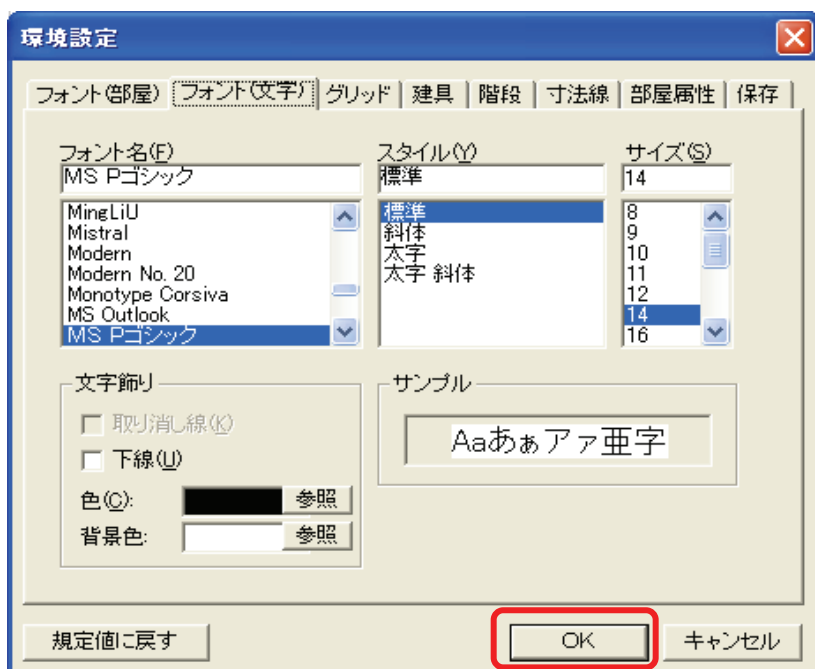 環境設定
フォント(部屋) フォント(文字) グリッド 建具 階段 寸法線 部屋属性 保存
フォント名(F) スタイル(Y) サイズ(S)
MS Pゴシック 標準 14
MingLiU 標準 8
Mistral 斜体 9
Modern 太字 10
Modern No. 20 太字 斜体 11
Monotype Corsiva 12
MS Outlook 14
MS Pゴシック 16
文字飾り サンプル
取り消し線(K)
下線(U) Aaあぁアァ亜字
色(C): 参照
背景色: 参照
規定値に戻す OK キャンセル